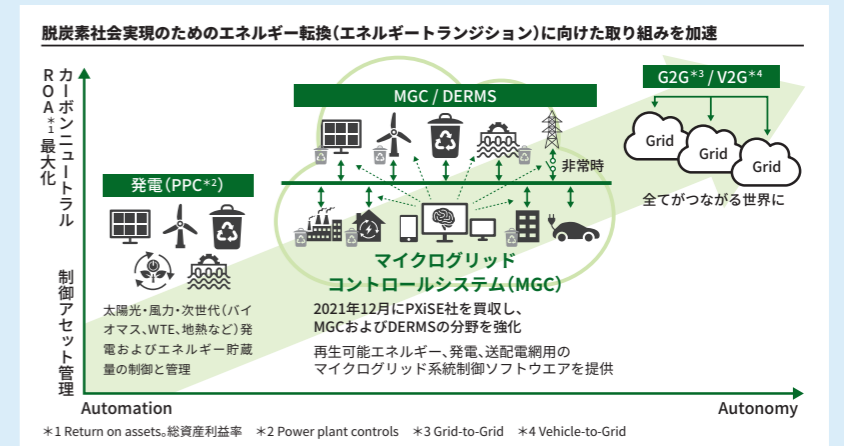 脱炭素社会実現のためのエネルギー転換（エネルギートランジション）に向けた取り組みを加速
カーボンニュートラル
ROA＊1最大化
制御アセット管理
発電（PPC＊2）
太陽光・風力・次世代（バイ
オマス、WTE、地熱など）発
電およびエネルギー貯蔵
量の制御と管理
MGC / DERMS
非常時
マイクログリッド
コントロールシステム（MGC）
2021年12月にPXiSE社を買収し、
MGCおよびDERMSの分野を強化
再生可能エネルギー、発電、送配電網用の
マイクログリッド系統制御ソフトウエアを提供
G2G＊3 / V2G＊4
Grid
Grid
Grid
全てがつながる世界に
Automation
Autonomy
＊1 Return on assets。総資産利益率　＊2 Power plant controls　＊3 Grid-to-Grid　＊4 Vehicle-to-Grid